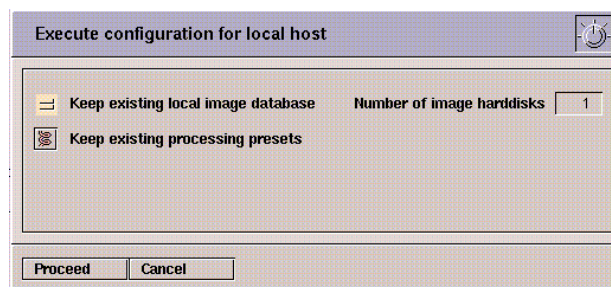 Execute configuration for local host
Keep existing local image database Number of image harddisks 1
Keep existing processing presets
Proceed Cancel